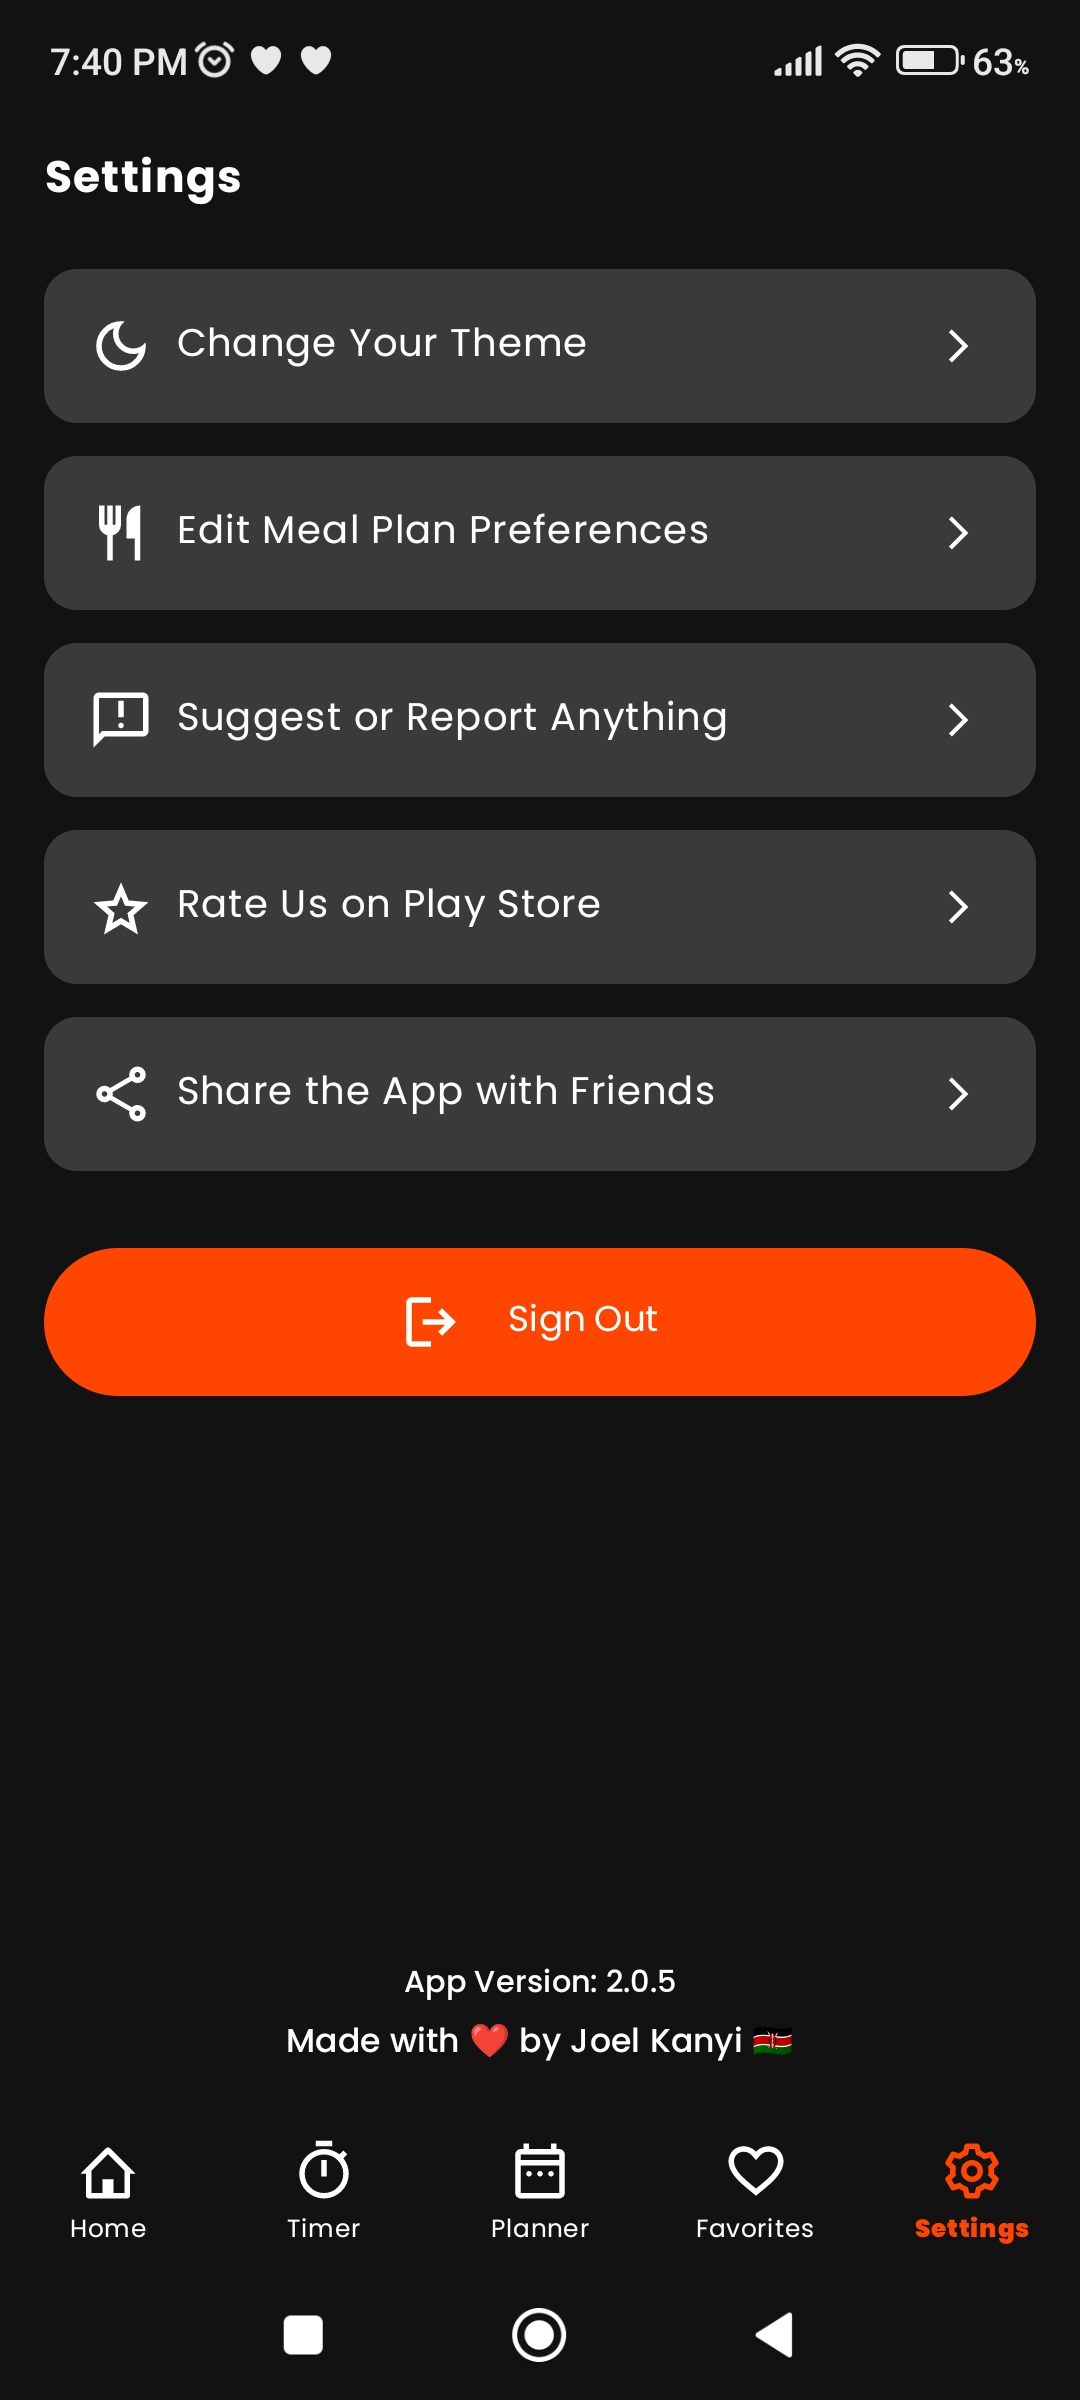 7:40 PM 63%
Settings
Change Your Theme
Edit Meal Plan Preferences
Suggest or Report Anything
Rate Us on Play Store
Share the App with Friends
Sign Out
App Version: 2.0.5
Made with ❤️ by Joel Kanyi 🇰🇪
Home Timer Planner Favorites Settings